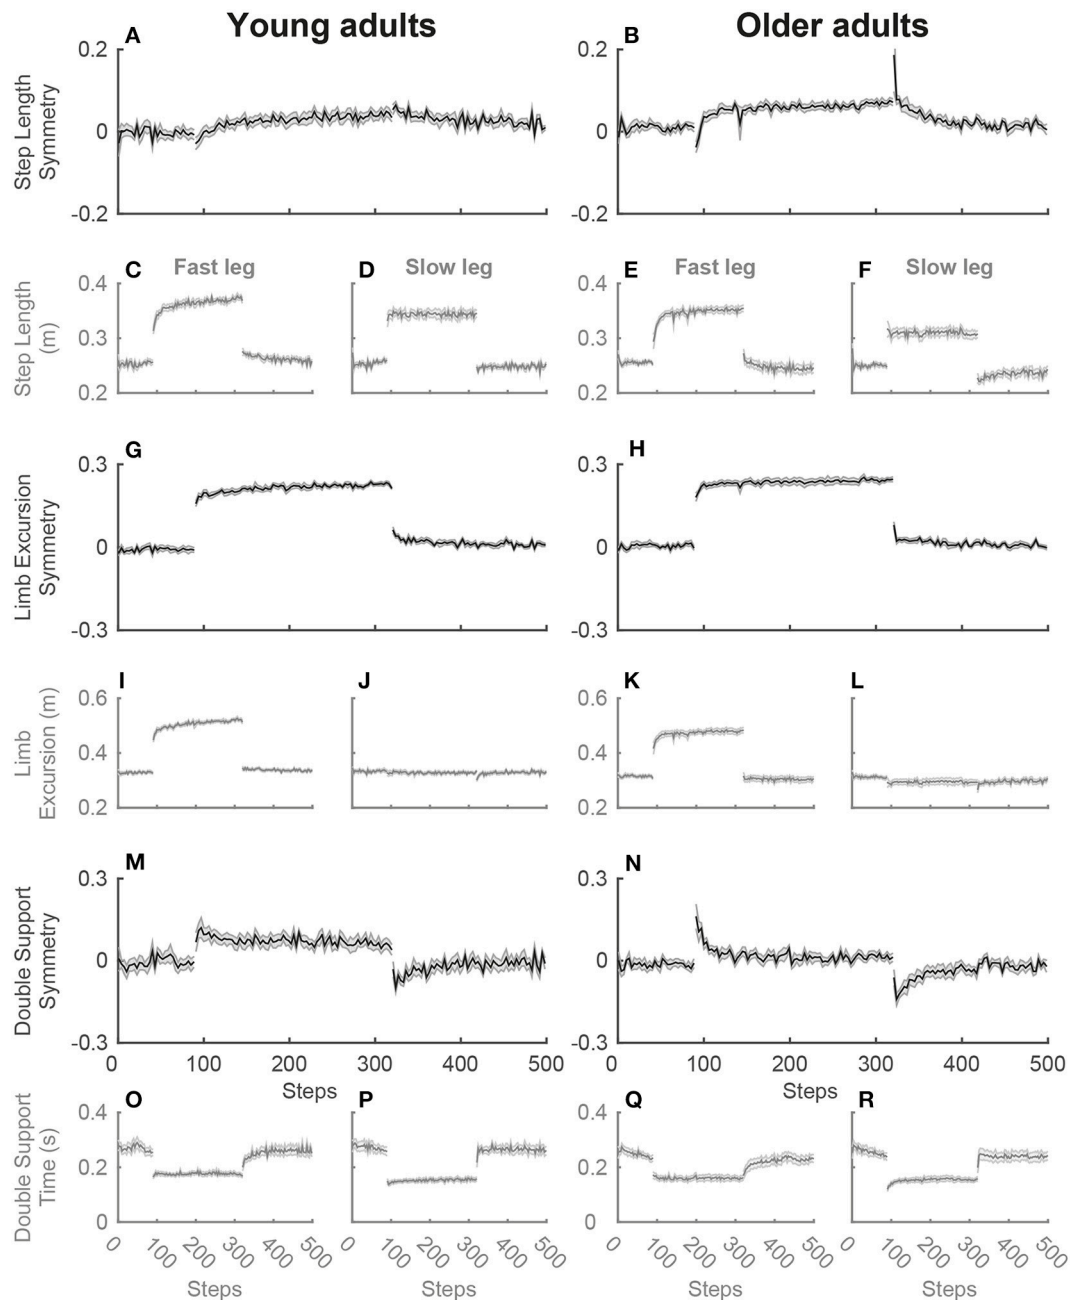 Young adults
Older adults
A
B
0.2
0
-0.2
Step Length
Symmetry
0.2
0
-0.2
C
Fast leg
D
Slow leg
E
Fast leg
F
Slow leg
0.4
0.3
0.2
Step Length
(m)
0.4
0.3
0.2
G
H
0.3
0
-0.3
Limb Excursion
Symmetry
0.3
0
-0.3
I
J
K
L
0.6
0.4
0.2
Limb
Excursion (m)
0.6
0.4
0.2
M
N
0.3
0
-0.3
Double Support
Symmetry
0.3
0
-0.3
0 100 200 300 400 500
Steps
0 100 200 300 400 500
Steps
O
P
Q
R
0.4
0.2
0
Double Support
Time (s)
0.4
0.2
0
0 100 200 300 400 500
0 100 200 300 400 500
0 100 200 300 400 500
0 100 200 300 400 500
Steps
Steps
Steps
Steps